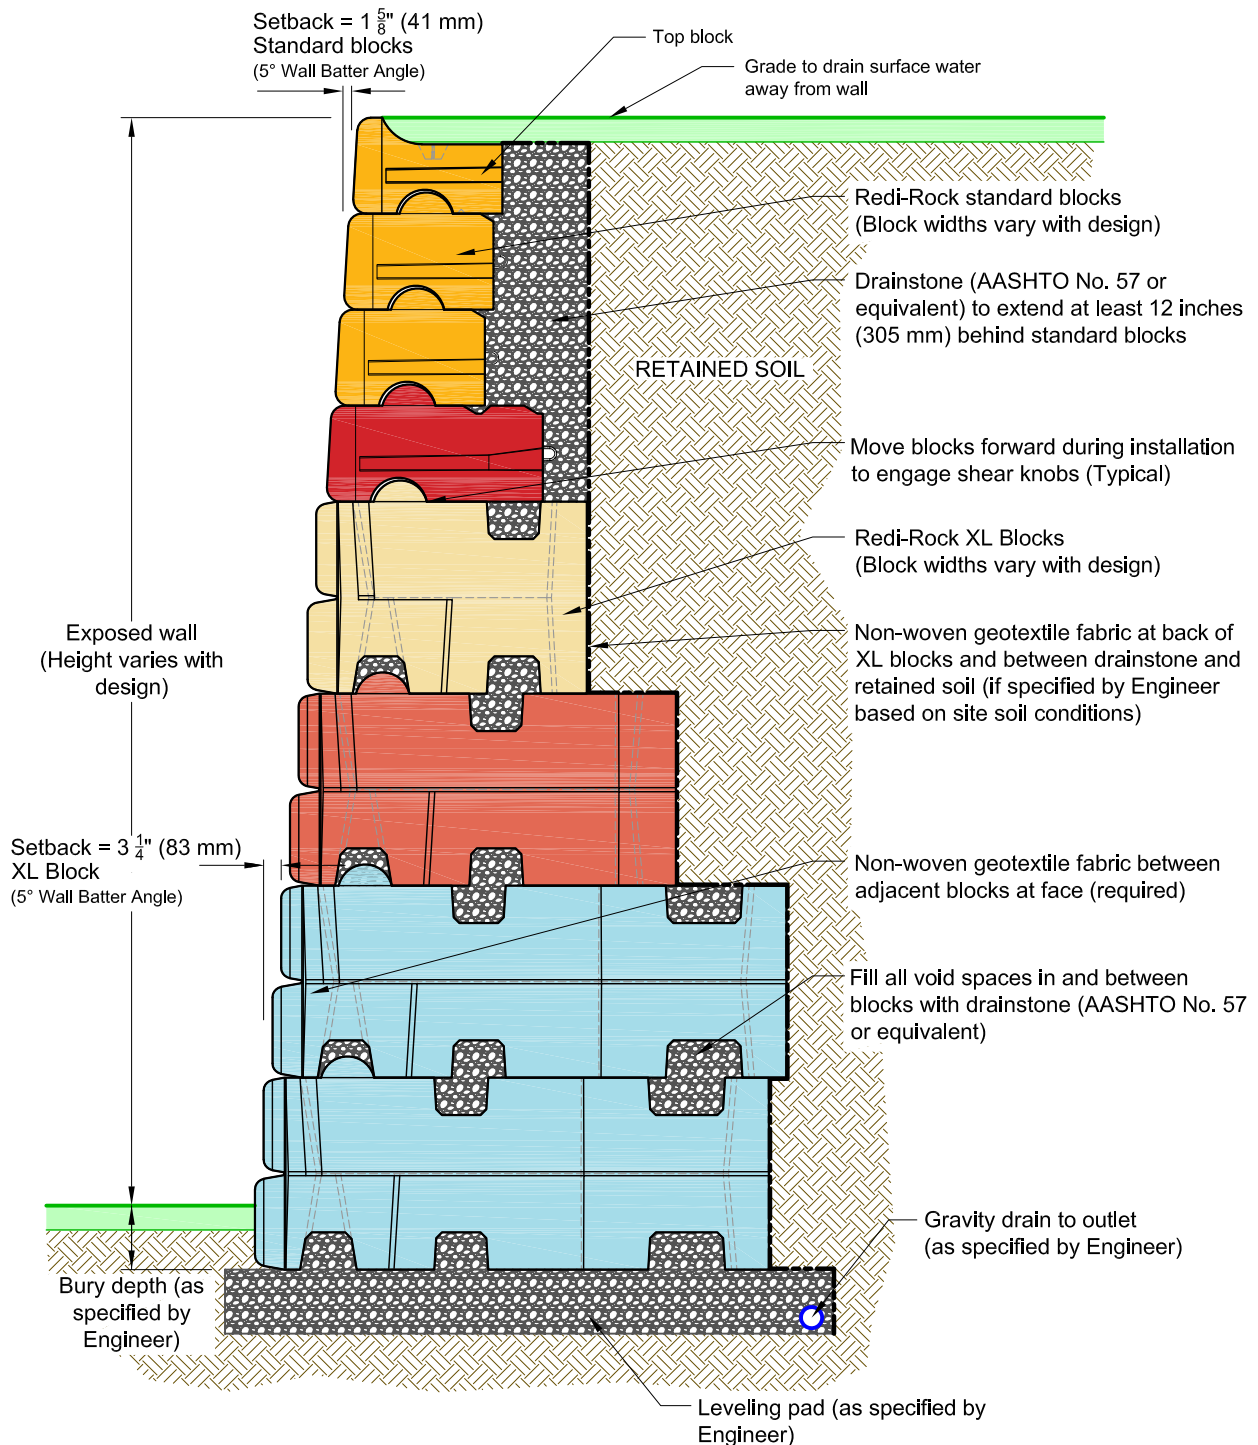 Setback = 1 5/8" (41 mm)
Standard blocks
(5° Wall Batter Angle)
Top block
Grade to drain surface water
away from wall
Redi-Rock standard blocks
(Block widths vary with design)
Drainstone (AASHTO No. 57 or
equivalent) to extend at least 12 inches
(305 mm) behind standard blocks
RETAINED SOIL
Move blocks forward during installation
to engage shear knobs (Typical)
Redi-Rock XL Blocks
(Block widths vary with design)
Exposed wall
(Height varies with
design)
Non-woven geotextile fabric at back of
XL blocks and between drainstone and
retained soil (if specified by Engineer
based on site soil conditions)
Setback = 3 1/4" (83 mm)
XL Block
(5° Wall Batter Angle)
Non-woven geotextile fabric between
adjacent blocks at face (required)
Fill all void spaces in and between
blocks with drainstone (AASHTO No. 57
or equivalent)
Gravity drain to outlet
(as specified by Engineer)
Bury depth (as
specified by
Engineer)
Leveling pad (as specified by
Engineer)